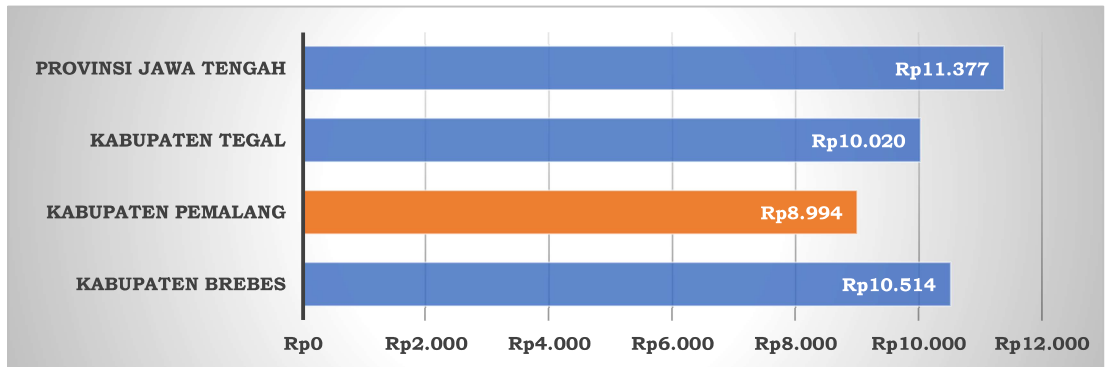 PROVINSI JAWA TENGAH Rp11.377
KABUPATEN TEGAL Rp10.020
KABUPATEN PEMALANG Rp8.994
KABUPATEN BREBES Rp10.514
Rp0 Rp2.000 Rp4.000 Rp6.000 Rp8.000 Rp10.000 Rp12.000